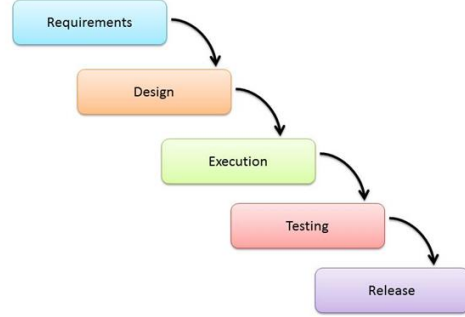 Requirements
Design
Execution
Testing
Release